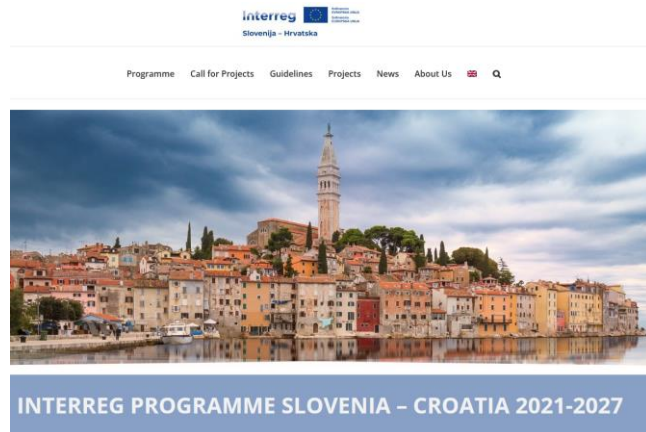 Interreg
Slovenija – Hrvatska
Programme Call for Projects Guidelines Projects News About Us
INTERREG PROGRAMME SLOVENIA – CROATIA 2021-2027